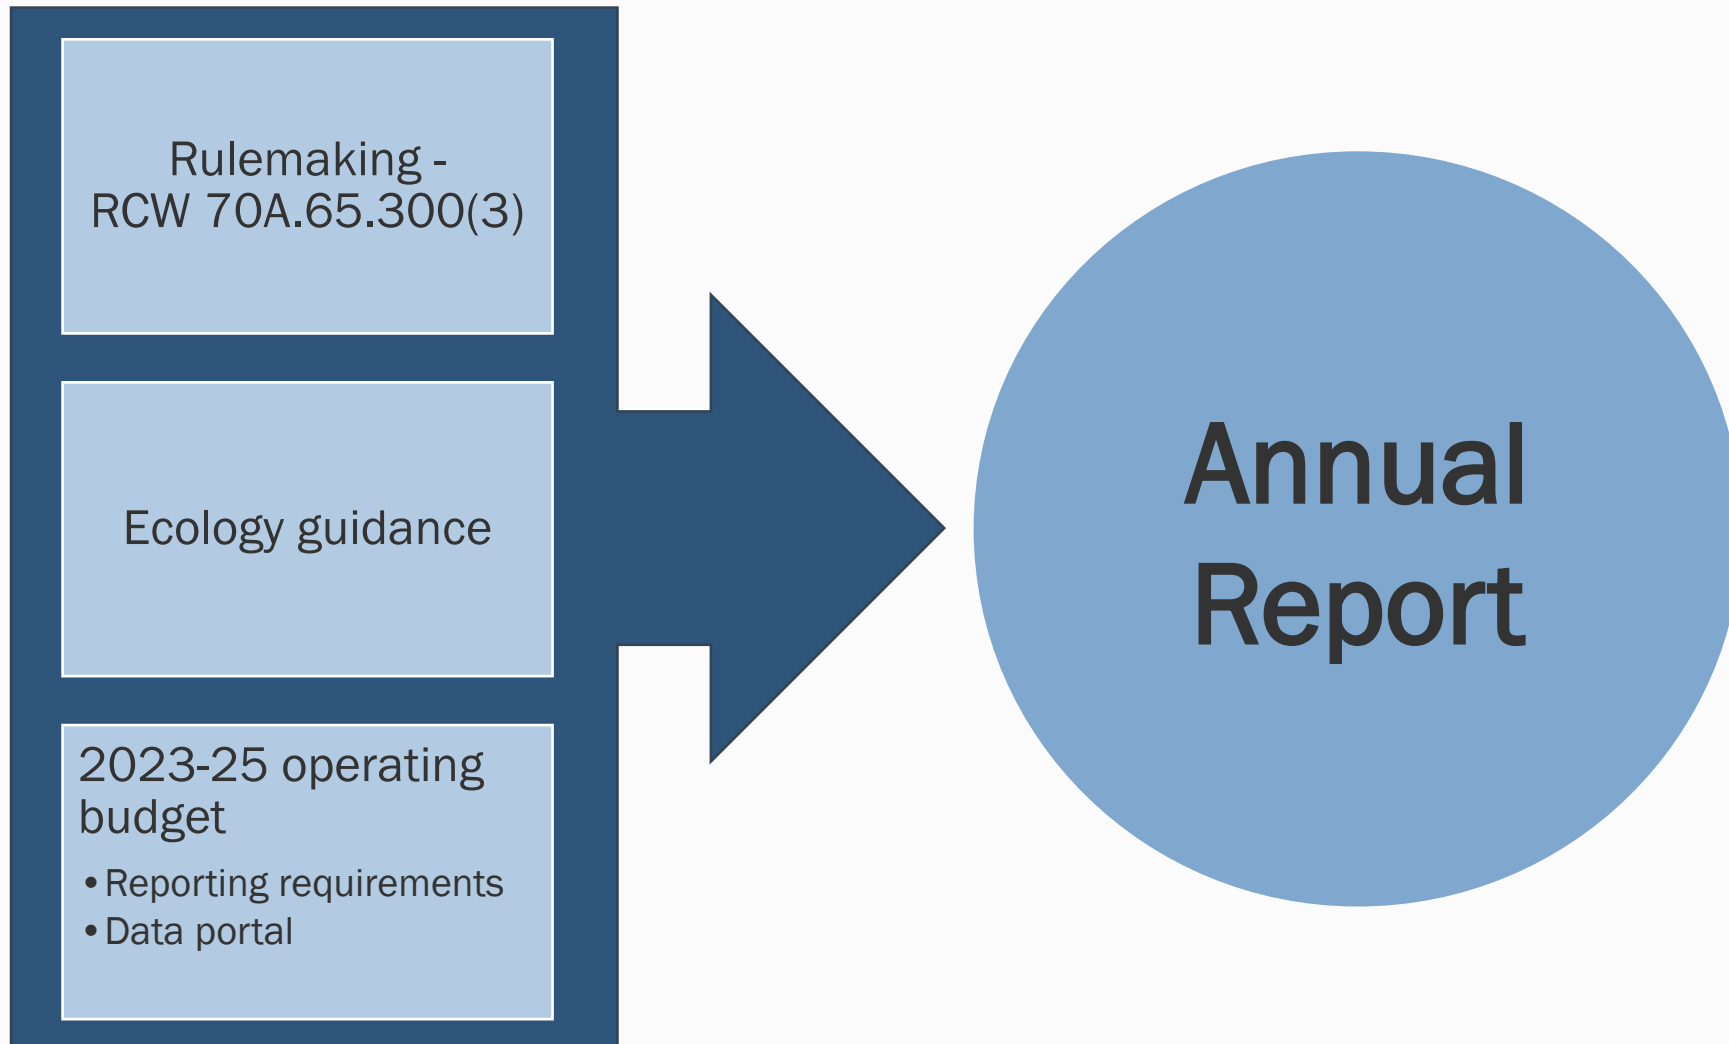 Rulemaking -
RCW 70A.65.300(3)
Ecology guidance
2023-25 operating
budget
• Reporting requirements
• Data portal
Annual
Report